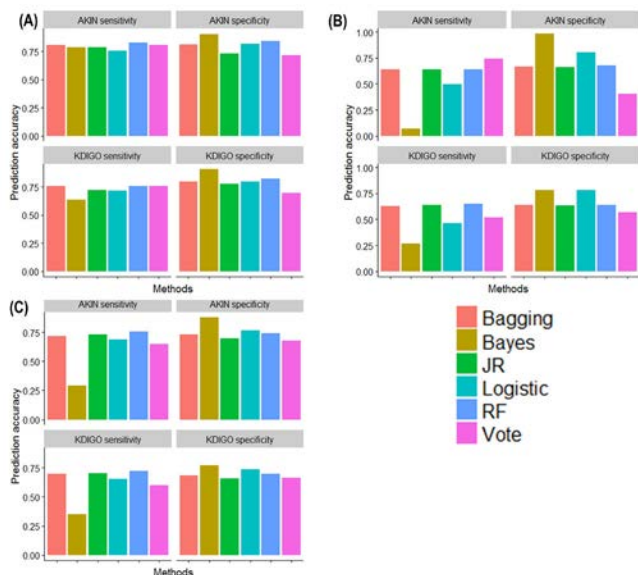 (A)
AKIN sensitivity
AKIN specificity
0.75
0.50
0.25
0.00
KDIGO sensitivity
KDIGO specificity
0.75
0.50
0.25
0.00
Prediction accuracy
Methods
(B)
AKIN sensitivity
AKIN specificity
1.00
0.75
0.50
0.25
0.00
KDIGO sensitivity
KDIGO specificity
1.00
0.75
0.50
0.25
0.00
Prediction accuracy
Methods
(C)
AKIN sensitivity
AKIN specificity
0.75
0.50
0.25
0.00
KDIGO sensitivity
KDIGO specificity
0.75
0.50
0.25
0.00
Prediction accuracy
Methods
Bagging
Bayes
JR
Logistic
RF
Vote